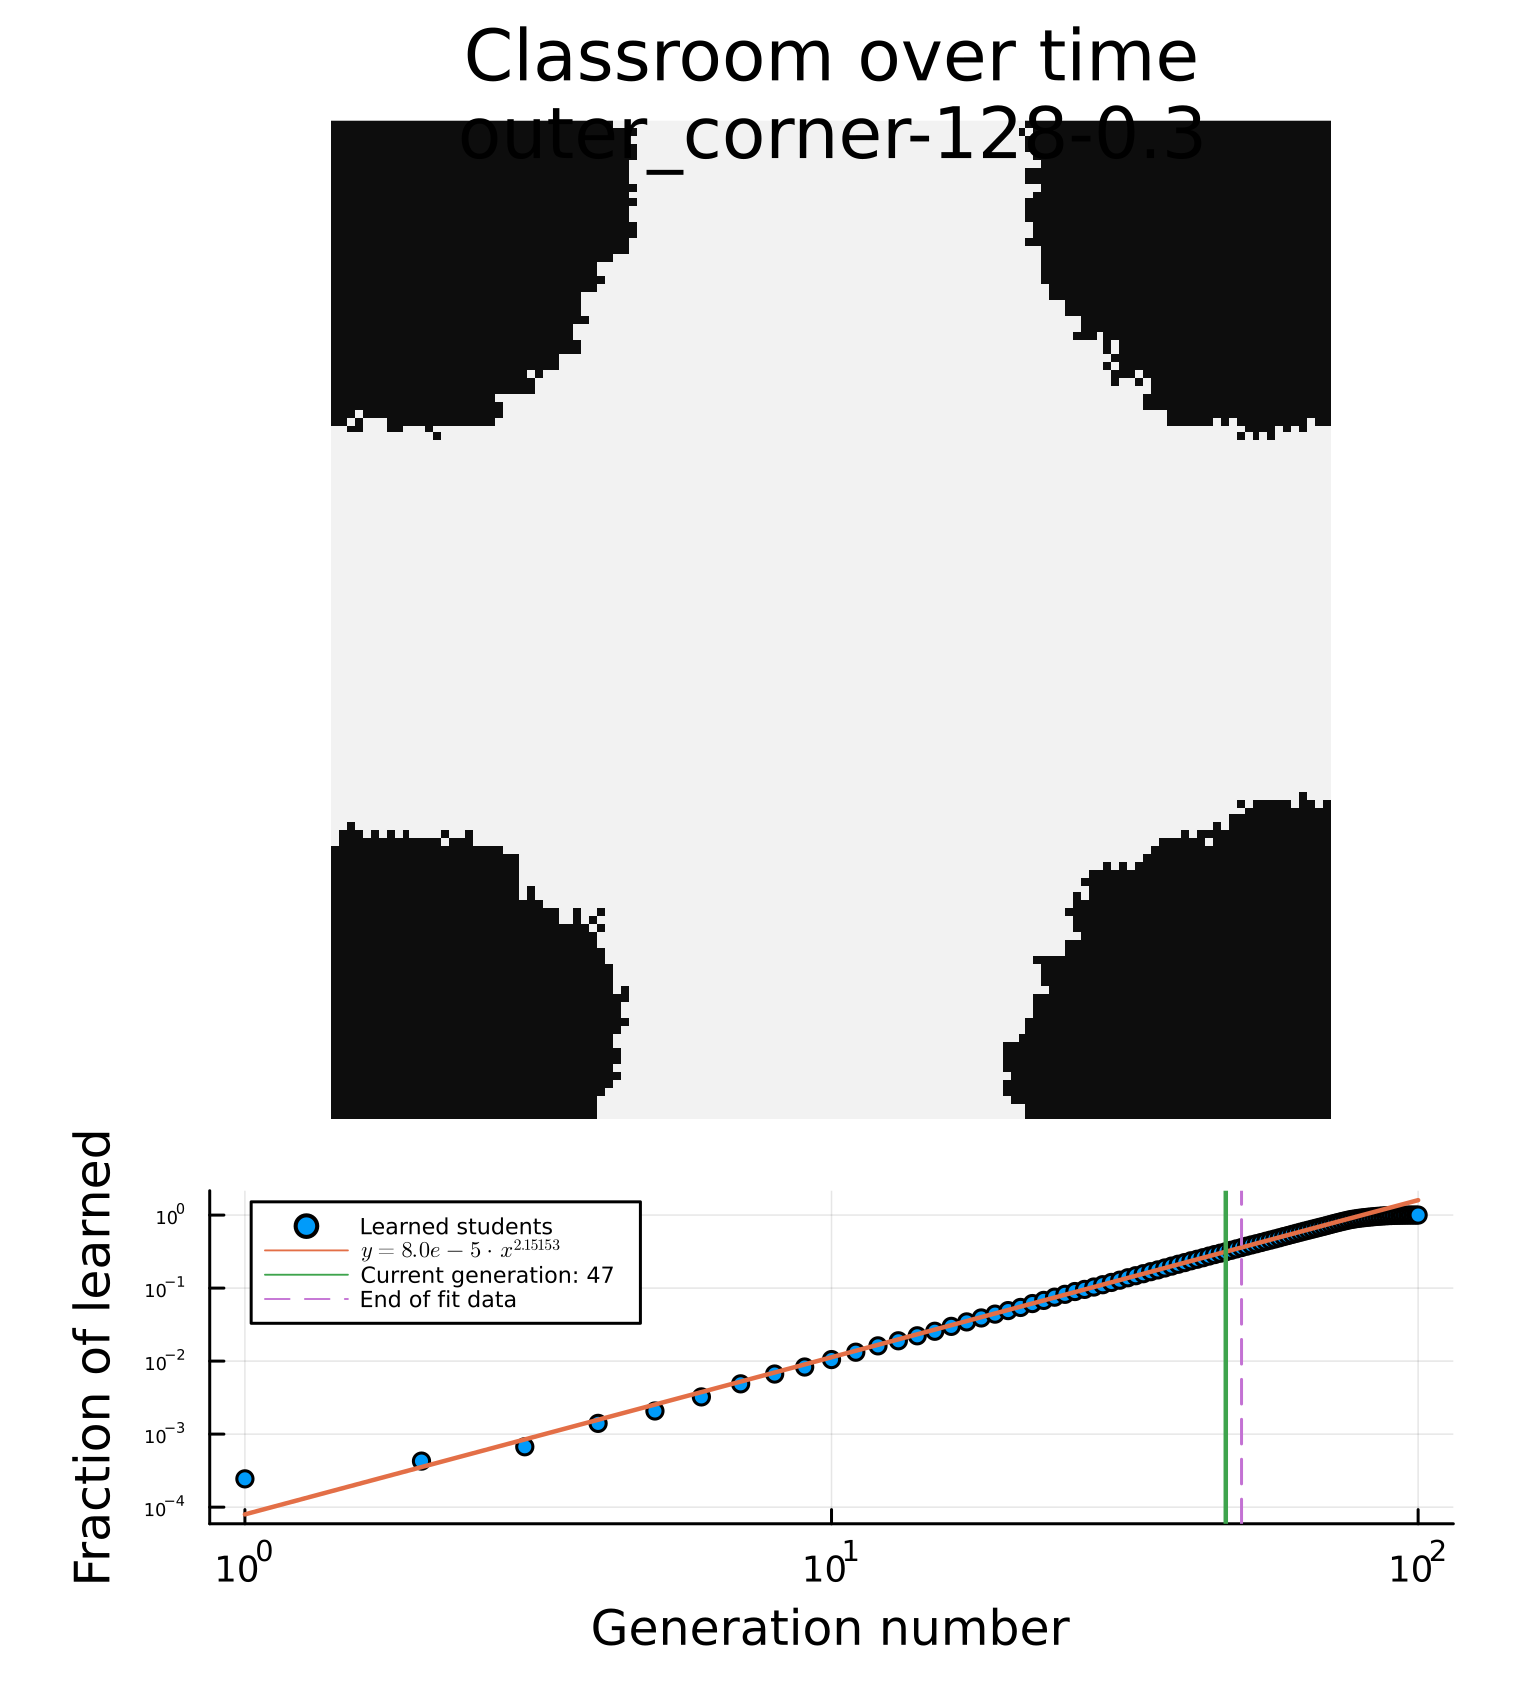 Classroom over time
outer_corner-128-0.3
Fraction of learned
10^0
10^-1
10^-2
10^-3
10^-4
Learned students
y = 8.0e − 5 · x^2.15153
Current generation: 47
End of fit data
10^0 10^1 10^2
Generation number